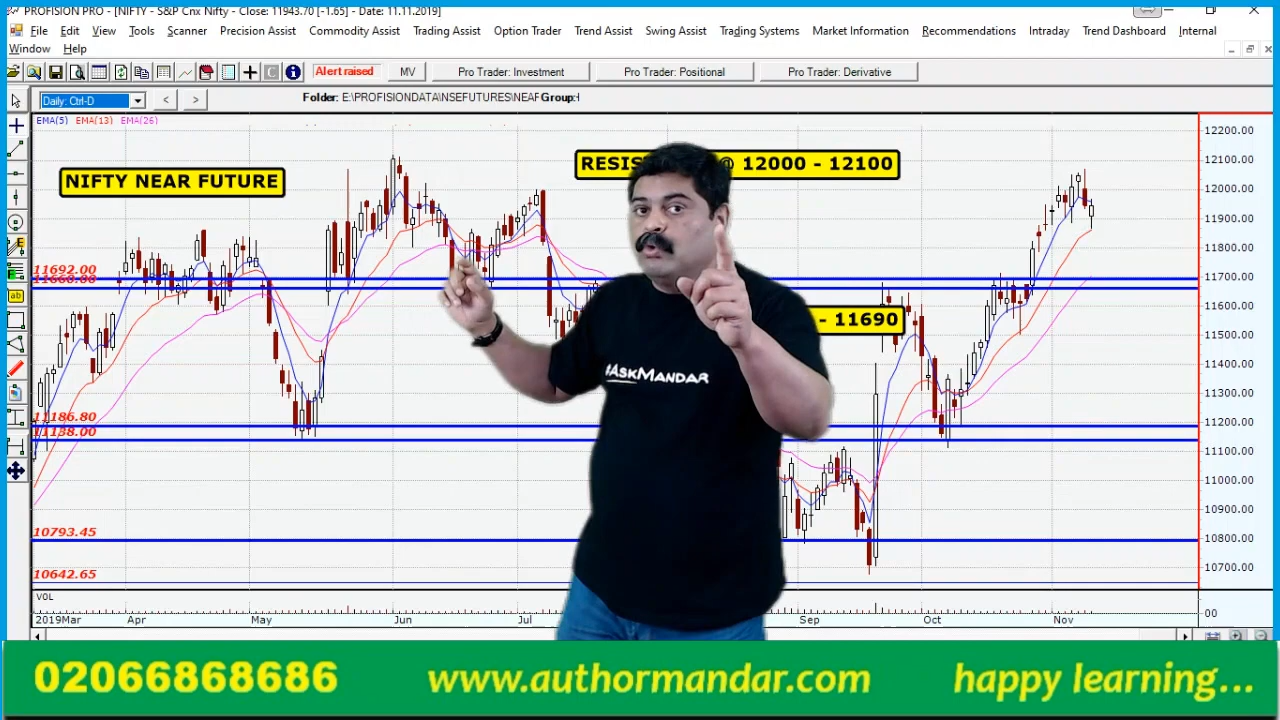 PROFISION PRO - [NIFTY - S&P Cnx Nifty - Close: 11943.70 [-1.65] - Date: 11.11.2019]
File Edit View Tools Scanner Precision Assist Commodity Assist Trading Assist Option Trader Trend Assist Swing Assist Trading Systems Market Information Recommendations Intraday Trend Dashboard Internal
Window Help
Alert raised MV Pro Trader: Investment Pro Trader: Positional Pro Trader: Derivative
Daily: Ctrl-D < > Folder: E:\PROFISIONDATA\NSEFUTURES\NEAF Group:
EMA(5) EMA(13) EMA(26)
12200.00
12100.00
NIFTY NEAR FUTURE
@ 12000 - 12100
12000.00
11900.00
11800.00
11692.00
11700.00
11600.00
- 11690
11500.00
11400.00
11300.00
11186.80
11200.00
11138.00
11100.00
11000.00
10900.00
10793.45
10800.00
10642.65
10700.00
VOL
00
2019Mar Apr May Jun Jul Sep Oct Nov
#AskMandar
02066868686 www.authormandar.com happy learning...